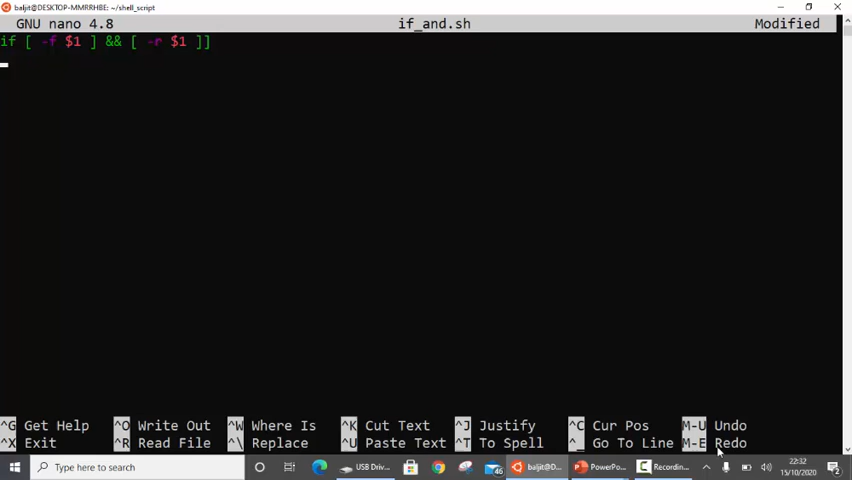 baljit@DESKTOP-MMRRHBE: ~/shell_script
GNU nano 4.8 if_and.sh Modified
if [ -f $1 ] && [ -r $1 ]]
^G Get Help ^O Write Out ^W Where Is ^K Cut Text ^J Justify ^C Cur Pos M-U Undo
^X Exit ^R Read File ^\ Replace ^U Paste Text ^T To Spell ^_ Go To Line M-E Redo
Type here to search USB Driv... 46 baljit@D... PowerPo... Recordin... 22:32
15/10/2020 2